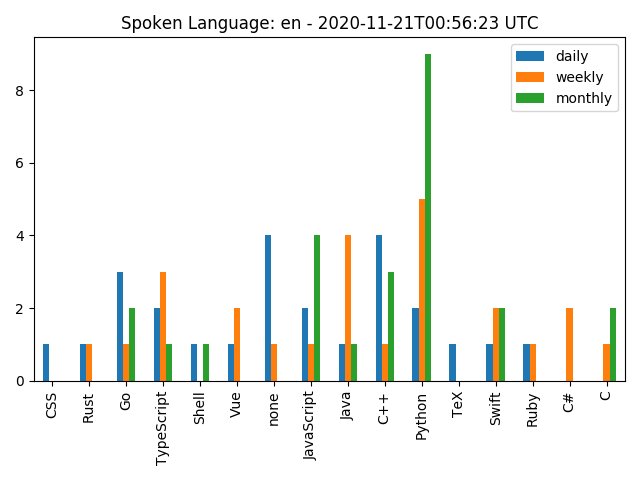 Spoken Language: en - 2020-11-21T00:56:23 UTC
daily
weekly
monthly
8
6
4
2
0
CSS
Rust
Go
TypeScript
Shell
Vue
none
JavaScript
Java
C++
Python
TeX
Swift
Ruby
C#
C